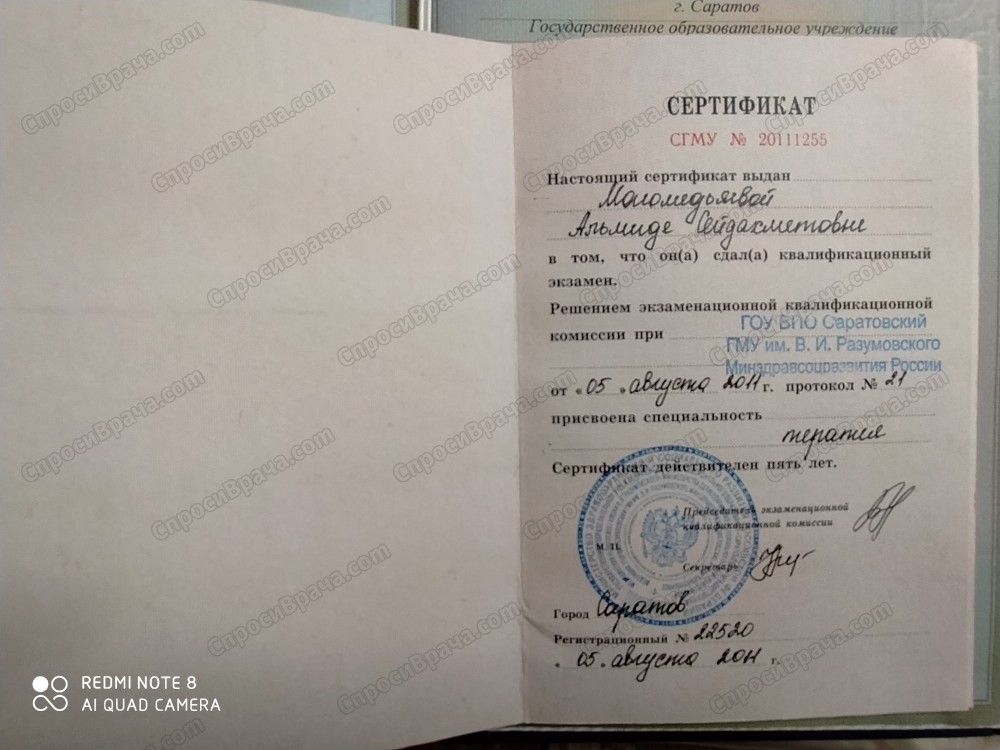 г. Саратов
Государственное образовательное учреждение
СЕРТИФИКАТ
СГМУ № 20111255
Настоящий сертификат выдан
Альмиде Сейдахметовне
в том, что он(а) сдал(а) квалификационный
экзамен.
Решением экзаменационной квалификационной
комиссии при
ГОУ ВПО Саратовский
ГМУ им. В. И. Разумовского
Минздравсоцразвития России
от «05» августа 2011 г. протокол № 21
присвоена специальность
терапия
Сертификат действителен пять лет.
Председатель экзаменационной
квалификационной комиссии
М.П.
Секретарь
Город Саратов
Регистрационный № 22520
«05» августа 2011 г.
REDMI NOTE 8
AI QUAD CAMERA
СпросиВрача.com